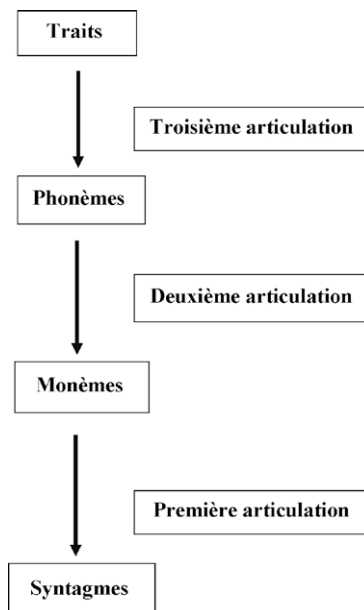 Traits
Troisième articulation
Phonèmes
Deuxième articulation
Monèmes
Première articulation
Syntagmes